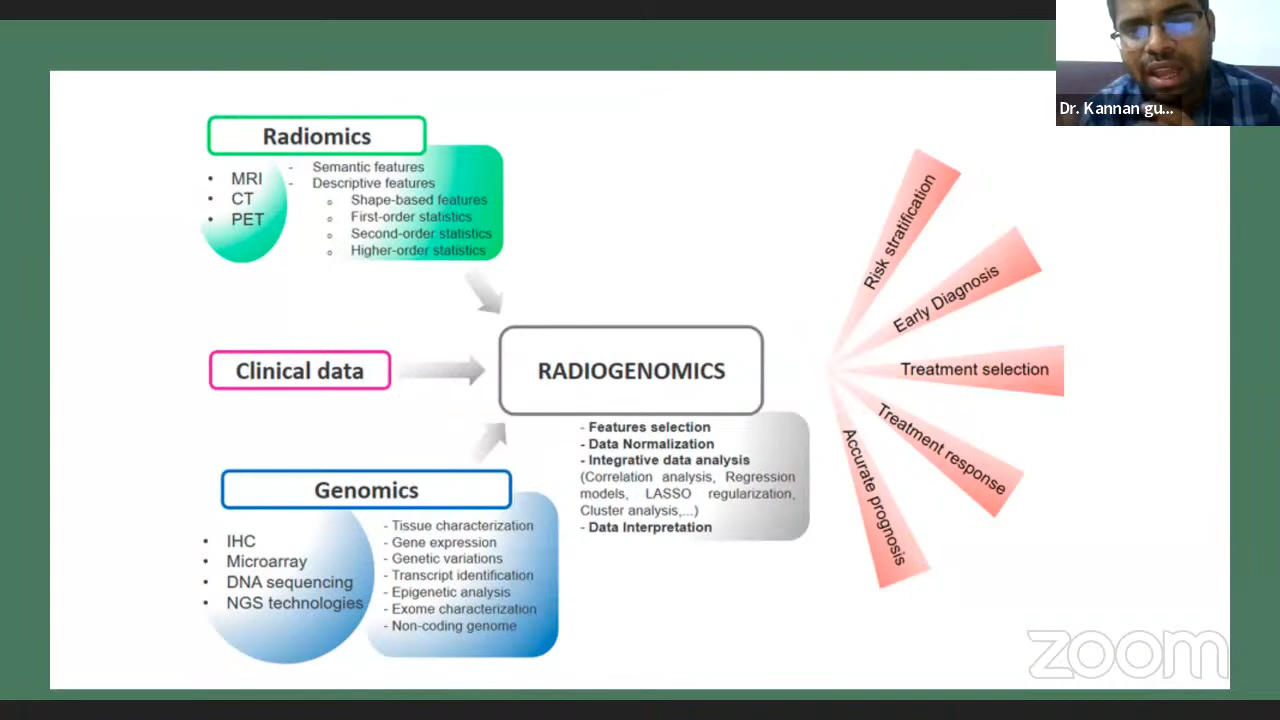 Dr. Kannan gu...
Radiomics
• MRI
• CT
• PET
- Semantic features
- Descriptive features
o Shape-based features
o First-order statistics
o Second-order statistics
o Higher-order statistics
Clinical data
RADIOGENOMICS
- Features selection
- Data Normalization
- Integrative data analysis
(Correlation analysis, Regression
models, LASSO regularization,
Cluster analysis,...)
- Data Interpretation
Genomics
• IHC
• Microarray
• DNA sequencing
• NGS technologies
- Tissue characterization
- Gene expression
- Genetic variations
- Transcript identification
- Epigenetic analysis
- Exome characterization
- Non-coding genome
Risk stratification
Early Diagnosis
Treatment selection
Treatment response
Accurate prognosis
zoom